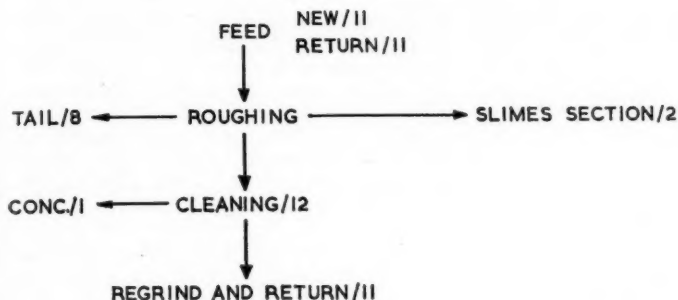 FEED NEW/11
RETURN/11
TAIL/8 ROUGHING SLIMES SECTION/2
CONC./1 CLEANING/12
REGRIND AND RETURN/11